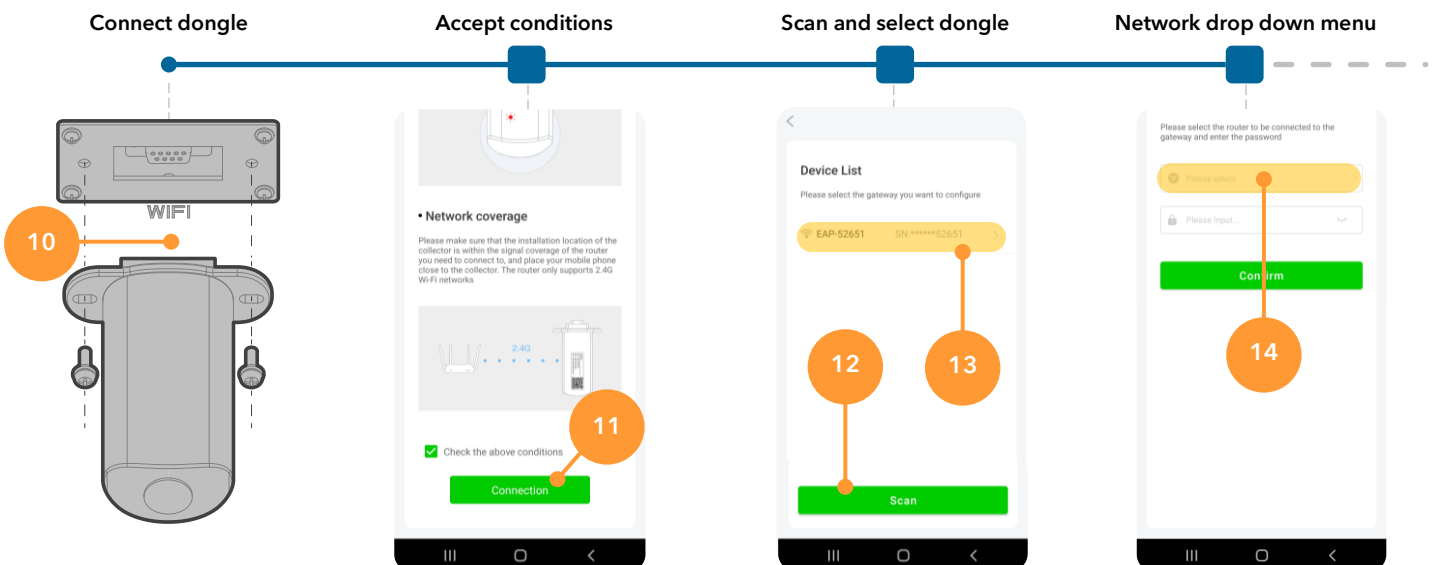 Connect dongle
Accept conditions
Scan and select dongle
Network drop down menu
WIFI
10
• Network coverage
Please make sure that the installation location of the
collector is within the signal coverage of the router
you need to connect to, and place your mobile phone
close to the collector. The router only supports 2.4G
Wi-Fi networks
2.4G
11
Check the above conditions
Connection
Device List
Please select the gateway you want to configure
EAP-52651 SN:******52651
12
13
Scan
Please select the router to be connected to the
gateway and enter the password
Please select
Please input...
Confirm
14